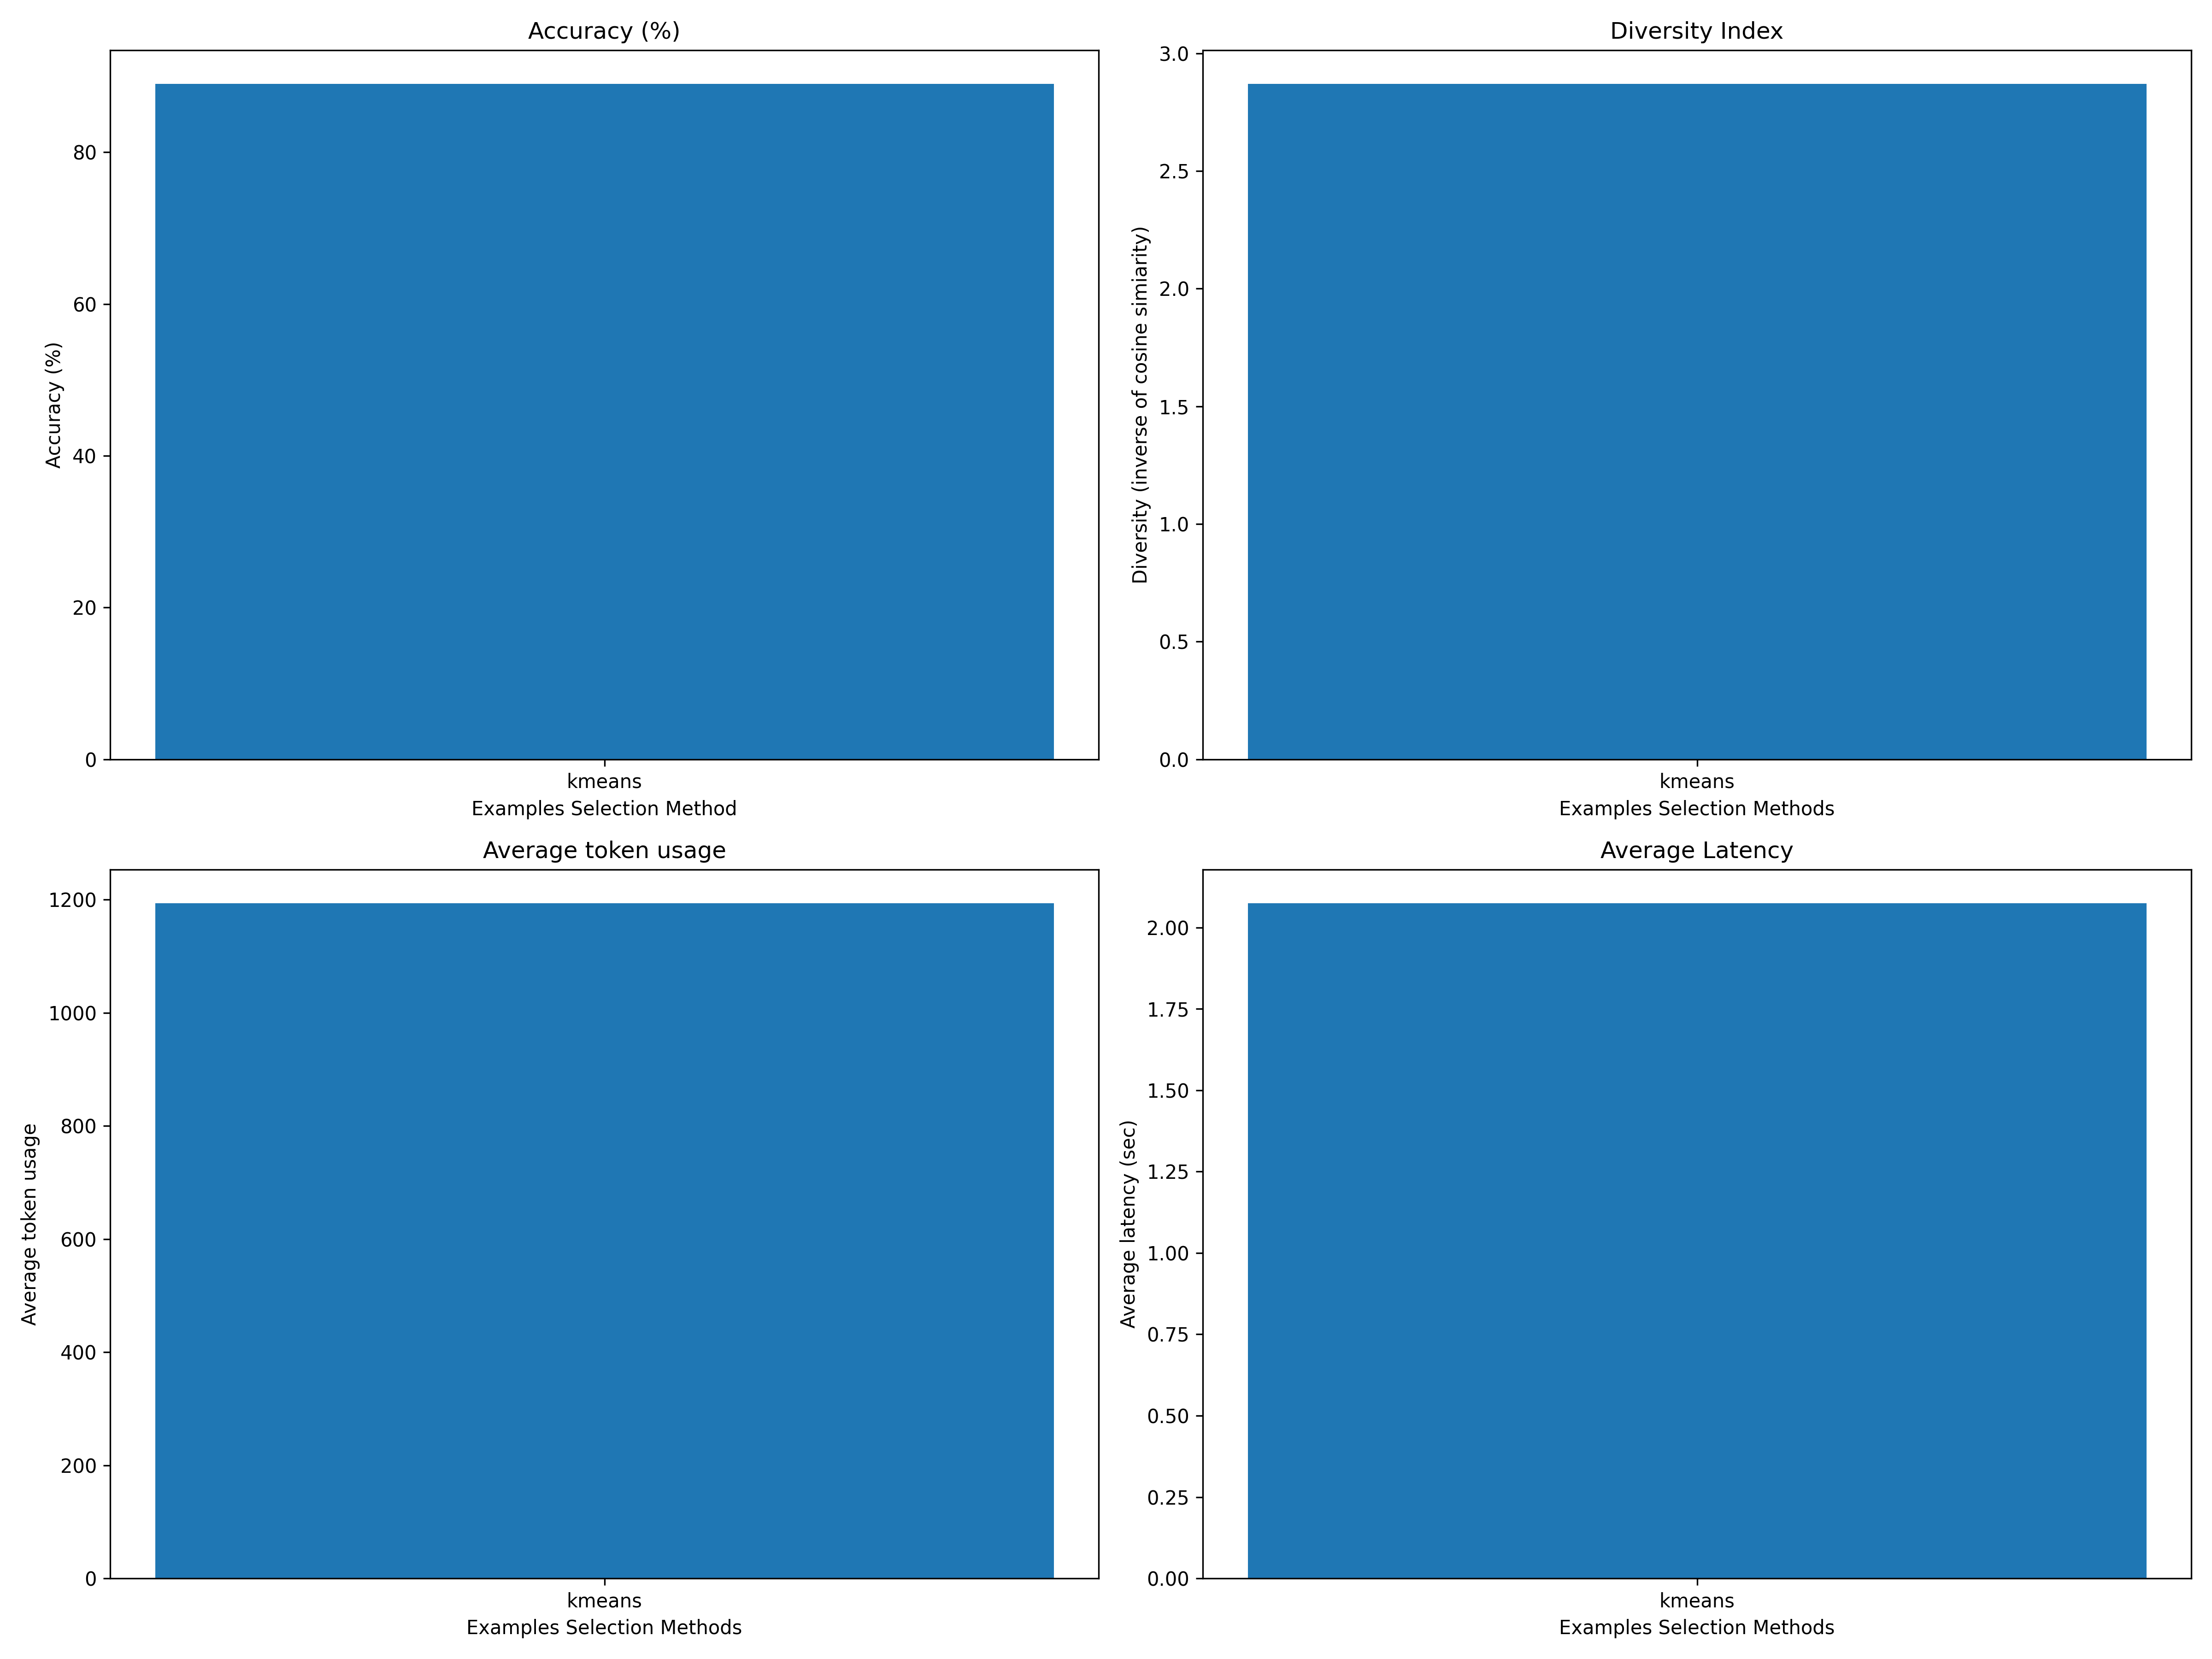 Accuracy (%)
Accuracy (%)
80
60
40
20
0
kmeans
Examples Selection Method
Diversity Index
Diversity (inverse of cosine simiarity)
3.0
2.5
2.0
1.5
1.0
0.5
0.0
kmeans
Examples Selection Methods
Average token usage
Average token usage
1200
1000
800
600
400
200
0
kmeans
Examples Selection Methods
Average Latency
Average latency (sec)
2.00
1.75
1.50
1.25
1.00
0.75
0.50
0.25
0.00
kmeans
Examples Selection Methods